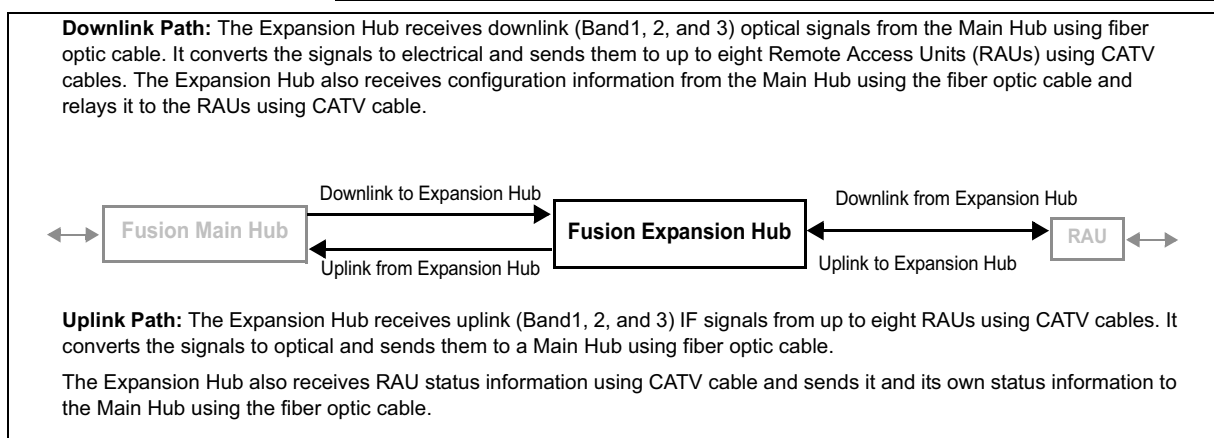 Downlink Path: The Expansion Hub receives downlink (Band1, 2, and 3) optical signals from the Main Hub using fiber
optic cable. It converts the signals to electrical and sends them to up to eight Remote Access Units (RAUs) using CATV
cables. The Expansion Hub also receives configuration information from the Main Hub using the fiber optic cable and
relays it to the RAUs using CATV cable.
Downlink to Expansion Hub
Downlink from Expansion Hub
Fusion Main Hub
Fusion Expansion Hub
RAU
Uplink from Expansion Hub
Uplink to Expansion Hub
Uplink Path: The Expansion Hub receives uplink (Band1, 2, and 3) IF signals from up to eight RAUs using CATV cables. It
converts the signals to optical and sends them to a Main Hub using fiber optic cable.
The Expansion Hub also receives RAU status information using CATV cable and sends it and its own status information to
the Main Hub using the fiber optic cable.